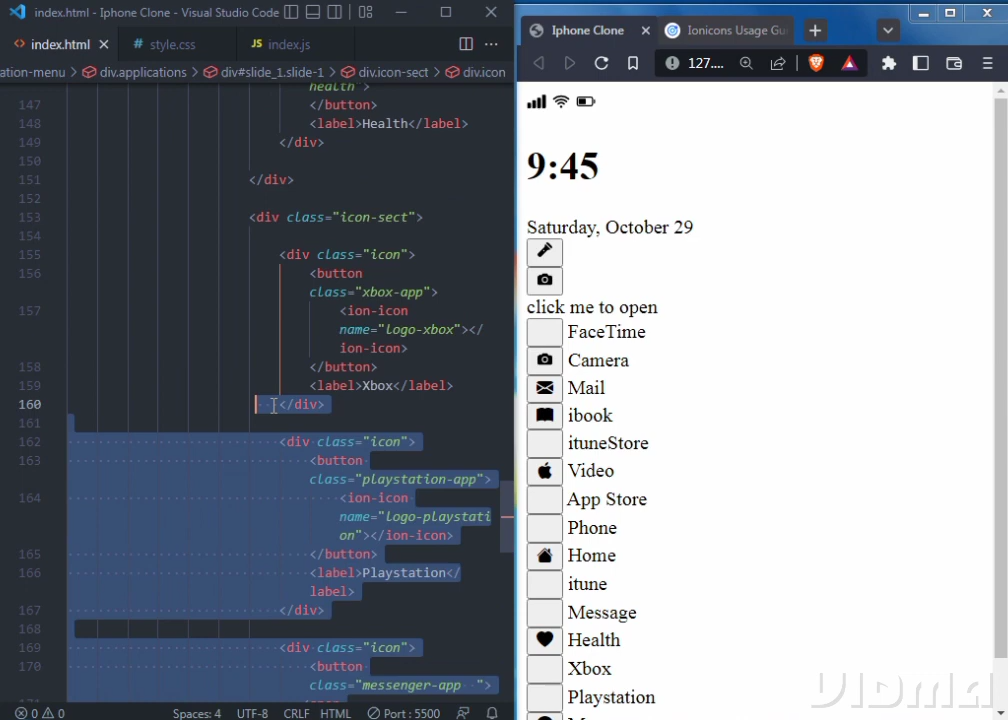 index.html - Iphone Clone - Visual Studio Code
<> index.html
# style.css
JS index.js
ation-menu > div.applications > div#slide_1.slide-1 > div.icon-sect > div.icon
health">
147 </button>
148 <label>Health</label>
149 </div>
150
151 </div>
152
153 <div class="icon-sect">
154
155 <div class="icon">
156 <button
class="xbox-app">
157 <ion-icon
name="logo-xbox"></
ion-icon>
158 </button>
159 <label>Xbox</label>
160 </div>
161
162 <div class="icon">
163 <button
class="playstation-app">
164 <ion-icon
name="logo-playstati
on"></ion-icon>
165 </button>
166 <label>Playstation</
label>
167 </div>
168
169 <div class="icon">
170 <button
class="messenger-app ">
0 0
Spaces: 4
UTF-8
CRLF
HTML
Port : 5500
Iphone Clone
Ionicons Usage Gu
127....
9:45
Saturday, October 29
click me to open
FaceTime
Camera
Mail
ibook
ituneStore
Video
App Store
Phone
Home
itune
Message
Health
Xbox
Playstation
VIDMA